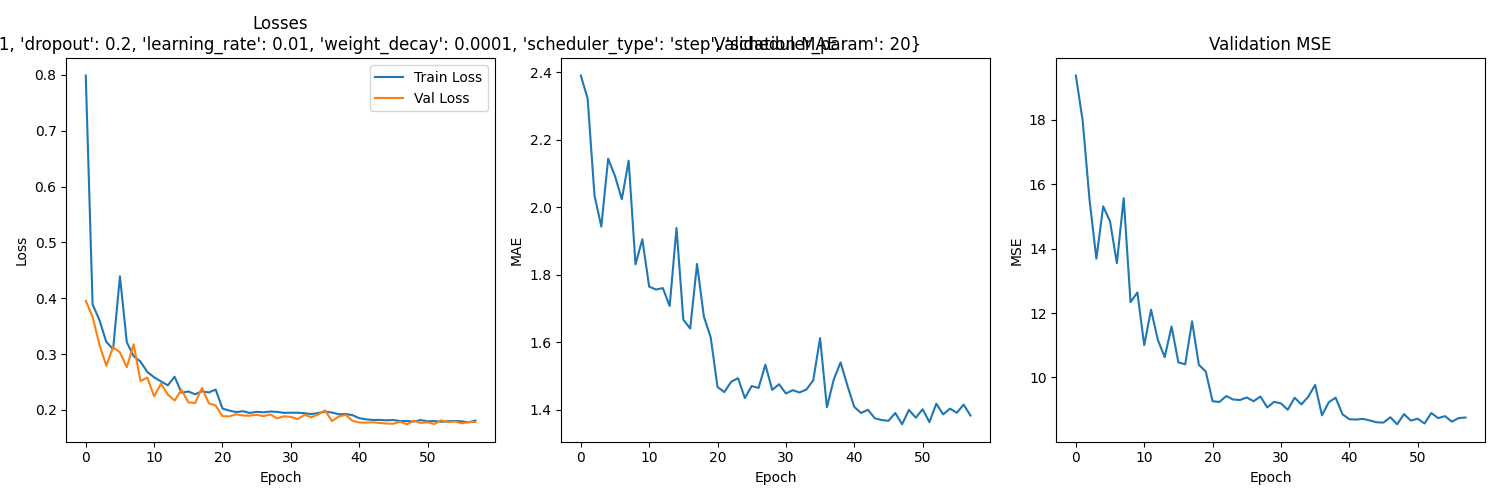 Losses
1, 'dropout': 0.2, 'learning_rate': 0.01, 'weight_decay': 0.0001, 'scheduler_type': 'step', 'scheduler_param': 20}
Validation MAE
Validation MSE
Train Loss
Val Loss
0.8
0.7
0.6
0.5
0.4
0.3
0.2
Loss
0 10 20 30 40 50
Epoch
2.4
2.2
2.0
1.8
1.6
1.4
MAE
0 10 20 30 40 50
Epoch
18
16
14
12
10
MSE
0 10 20 30 40 50
Epoch